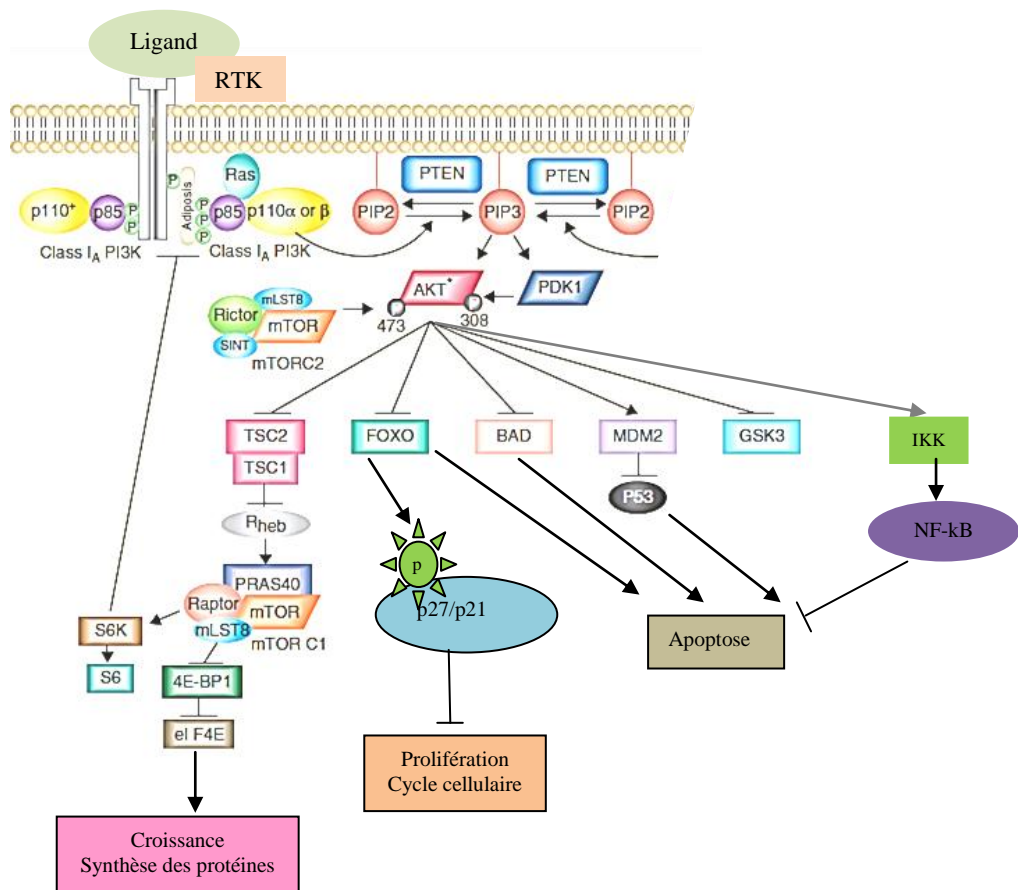 Ligand
RTK
Ras
P
PTEN
PTEN
p110+
p85
P
P
Adiposis
P
P
P
p85
p110α or β
PIP2
PIP3
PIP2
Class IA PI3K
Class IA PI3K
AKT*
PDK1
mLST8
Rictor
mTOR
SINT
mTORC2
P
473
P
308
TSC2
FOXO
BAD
MDM2
GSK3
IKK
TSC1
P53
Rheb
NF-kB
p
PRAS40
Raptor
mTOR
p27/p21
S6K
mLST8
mTOR C1
Apoptose
S6
4E-BP1
eI F4E
Prolifération
Cycle cellulaire
Croissance
Synthèse des protéines